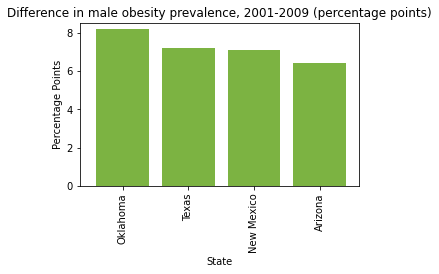 Difference in male obesity prevalence, 2001-2009 (percentage points)
Percentage Points
8
6
4
2
0
Oklahoma
Texas
New Mexico
Arizona
State